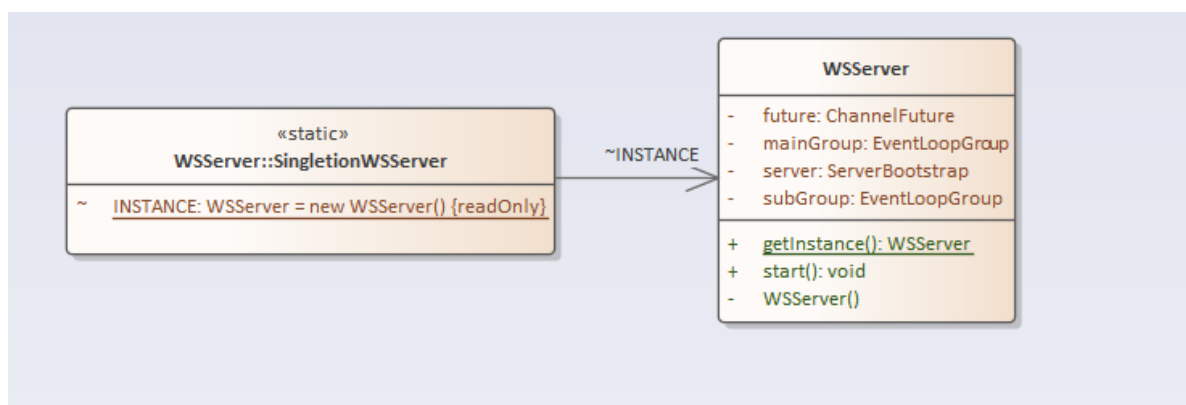 «static»
WSServer::SingletionWSServer
~ INSTANCE: WSServer = new WSServer() {readOnly}
~INSTANCE
WSServer
- future: ChannelFuture
- mainGroup: EventLoopGroup
- server: ServerBootstrap
- subGroup: EventLoopGroup
+ getInstance(): WSServer
+ start(): void
- WSServer()